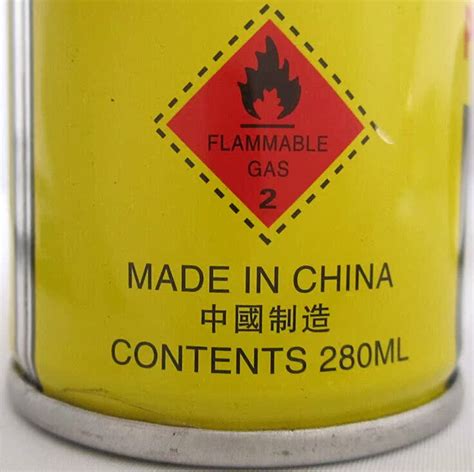 FLAMMABLE
GAS
2
MADE IN CHINA
中國制造
CONTENTS 280ML